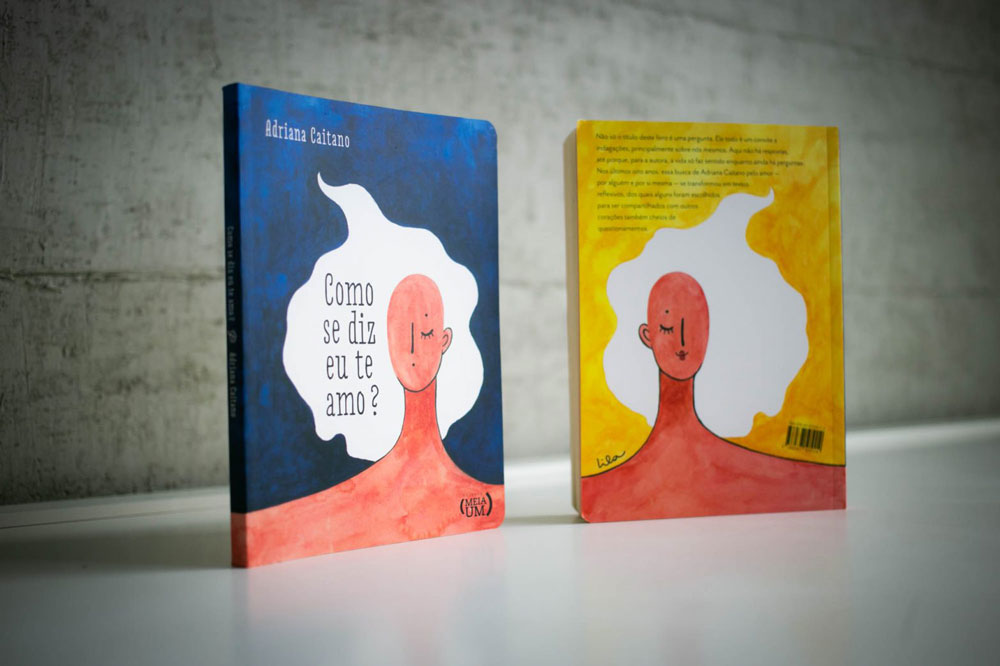 Adriana Caitano
Como
se diz
eu te
amo?
(MEIA
UM)
Como se diz eu te amo? Adriana Caitano
Não só o título deste livro é uma pergunta. Ele todo é um convite a
indagações, principalmente sobre nós mesmos. Aqui não há respostas,
até porque, para a autora, a vida só faz sentido enquanto ainda há perguntas.
Nos últimos oito anos, essa busca de Adriana Caitano pelo amor –
por alguém e por si mesma – se transformou em textos
reflexivos, dos quais alguns foram escolhidos
para ser compartilhados com outros
corações também cheios de
questionamentos.
Lila